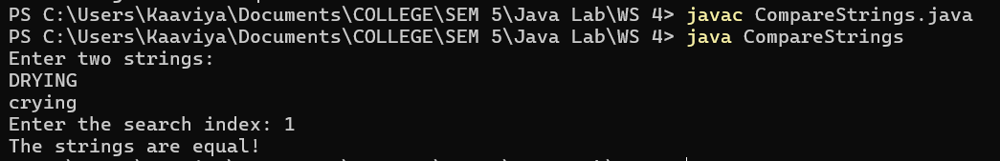 PS C:\Users\Kaaviya\Documents\COLLEGE\SEM 5\Java Lab\WS 4> javac CompareStrings.java
PS C:\Users\Kaaviya\Documents\COLLEGE\SEM 5\Java Lab\WS 4> java CompareStrings
Enter two strings:
DRYING
crying
Enter the search index: 1
The strings are equal!